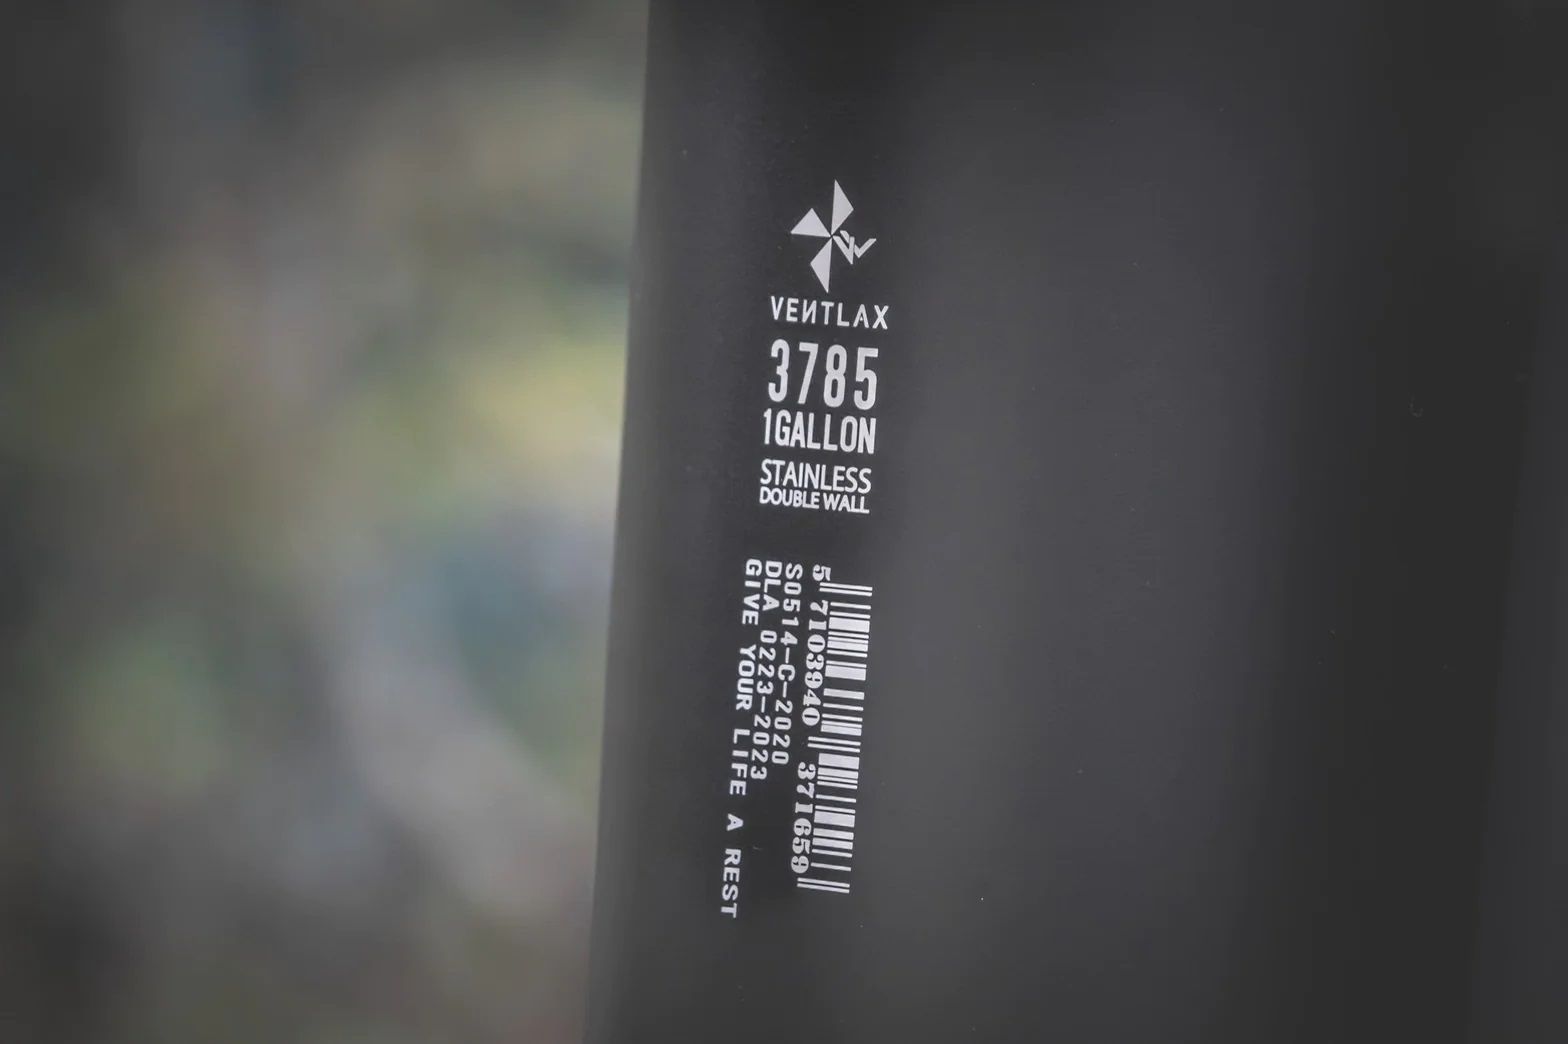 VENTLAX
3785
1GALLON
STAINLESS
DOUBLE WALL
5 7103940 371659
S0514-C-2020
DLA 0223-2023
GIVE YOUR LIFE A REST